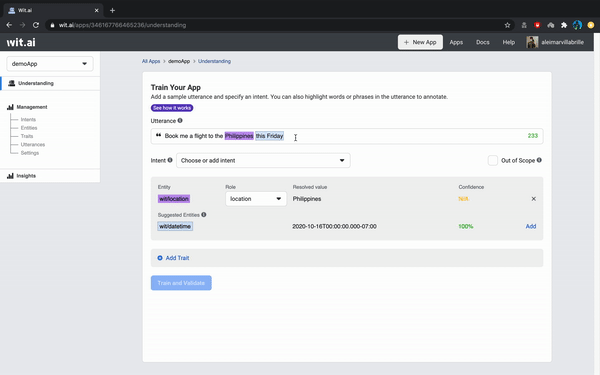 Wit.ai
wit.ai/apps/346167766465236/understanding
wit.ai
+ New App
Apps
Docs
Help
aleimarvillabrille
demoApp
All Apps > demoApp > Understanding
Understanding
Management
Intents
Entities
Traits
Utterances
Settings
Insights
Train Your App
Add a sample utterance and specify an intent. You can also highlight words or phrases in the utterance to annotate.
See how it works
Utterance
Book me a flight to the Philippines this Friday
233
Intent
Choose or add intent
Out of Scope
Entity
Role
Resolved value
Confidence
wit/location
location
Philippines
N/A
Suggested Entities
wit/datetime
2020-10-16T00:00:00.000-07:00
100%
Add
Add Trait
Train and Validate